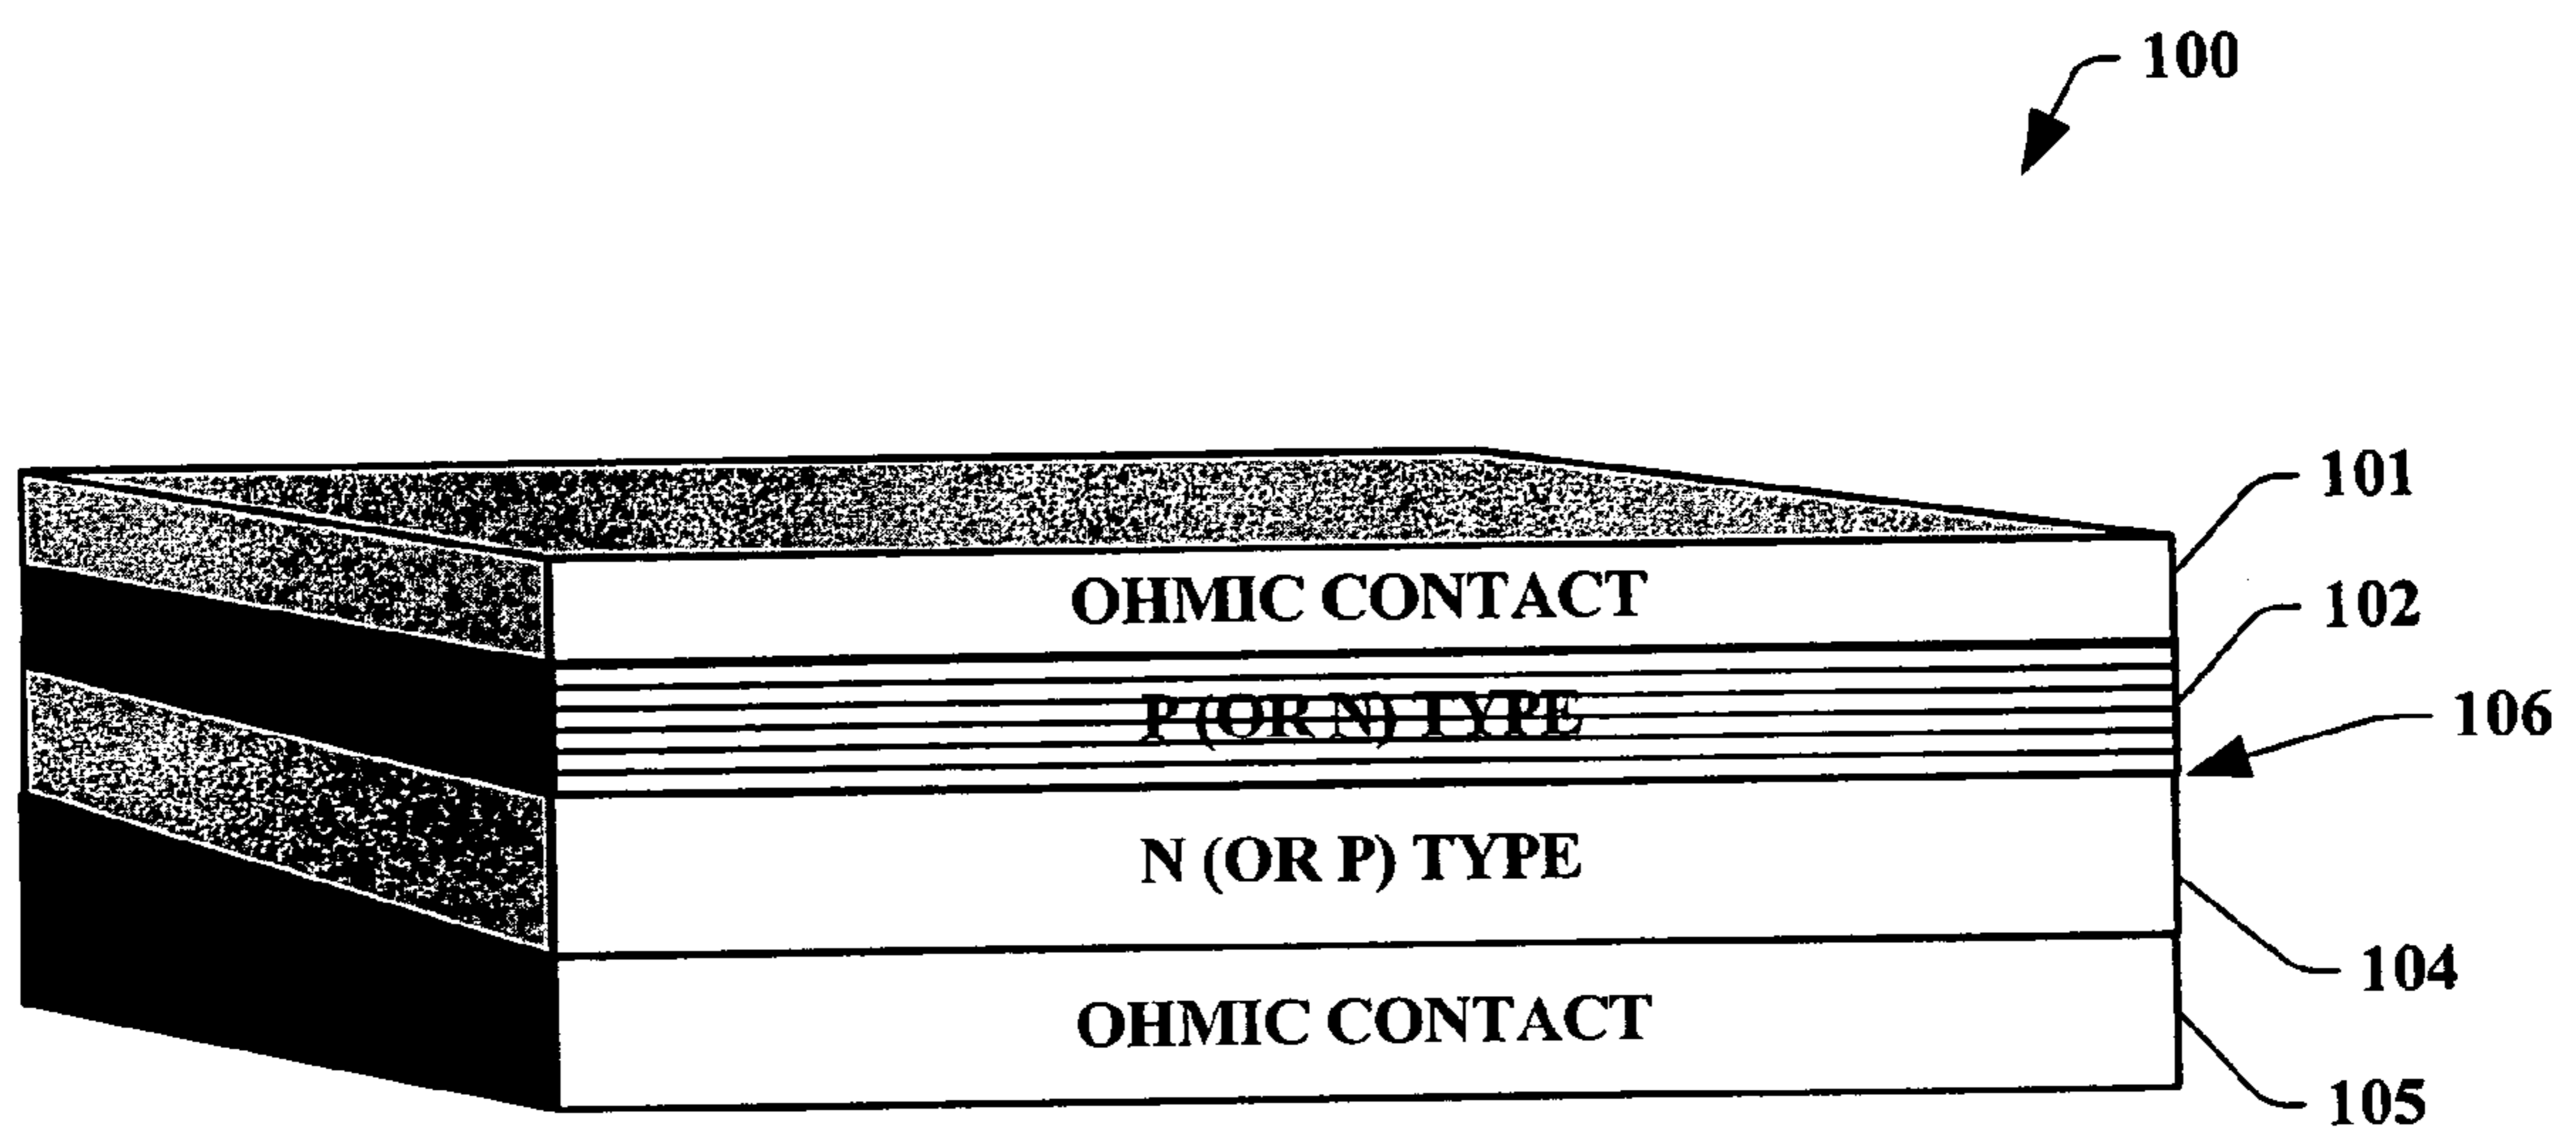 100
101
OHMIC CONTACT
102
P (OR N) TYPE
106
N (OR P) TYPE
104
OHMIC CONTACT
105